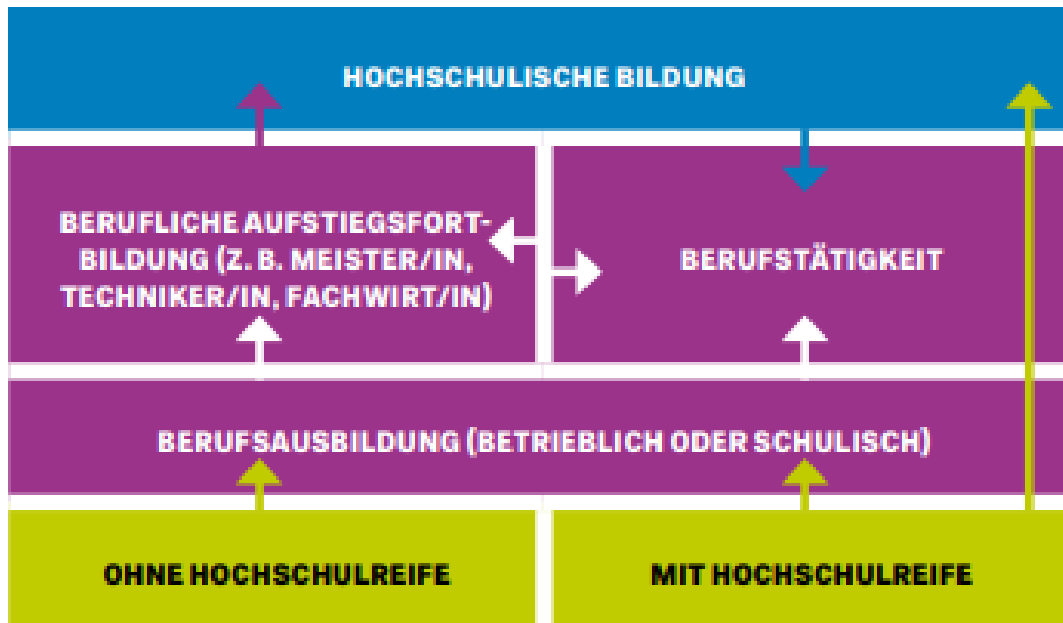 HOCHSCHULISCHE BILDUNG
BERUFLICHE AUFSTIEGSFORT-
BILDUNG (Z. B. MEISTER/IN,
TECHNIKER/IN, FACHWIRT/IN)
BERUFSTÄTIGKEIT
BERUFSAUSBILDUNG (BETRIEBLICH ODER SCHULISCH)
OHNE HOCHSCHULREIFE
MIT HOCHSCHULREIFE